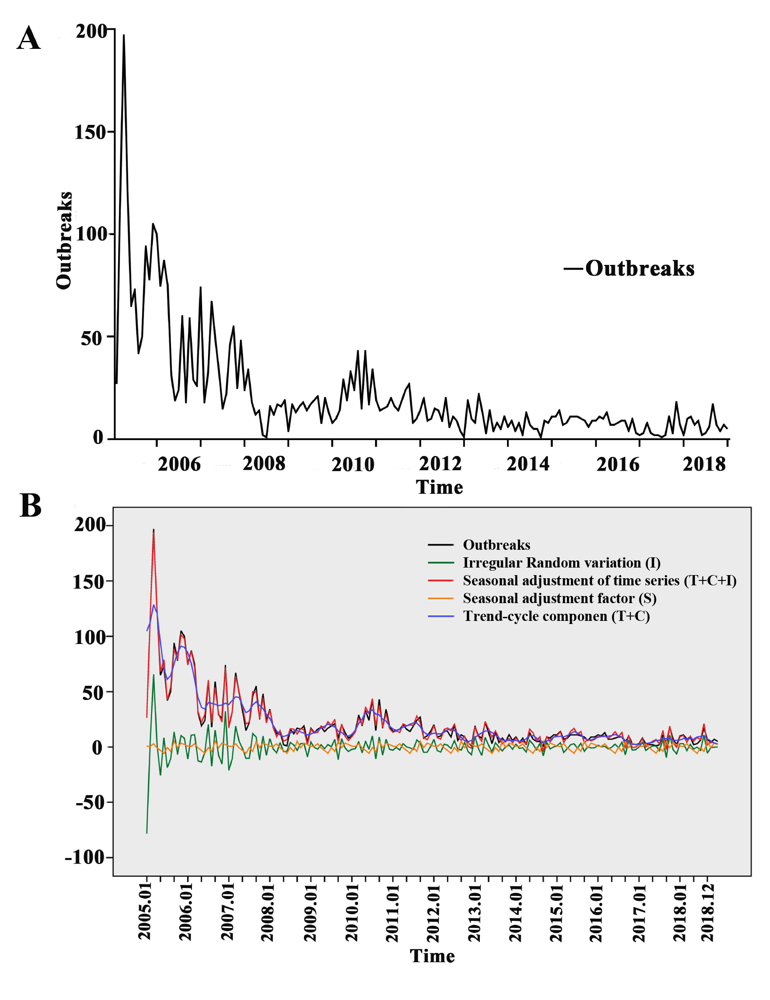 A
200
150
100
50
0
Outbreaks
—Outbreaks
2006 2008 2010 2012 2014 2016 2018
Time
B
200
150
100
50
0
-50
-100
Outbreaks
Irregular Random variation (I)
Seasonal adjustment of time series (T+C+I)
Seasonal adjustment factor (S)
Trend-cycle componen (T+C)
2005.01 2006.01 2007.01 2008.01 2009.01 2010.01 2011.01 2012.01 2013.01 2014.01 2015.01 2016.01 2017.01 2018.01 2018.12
Time